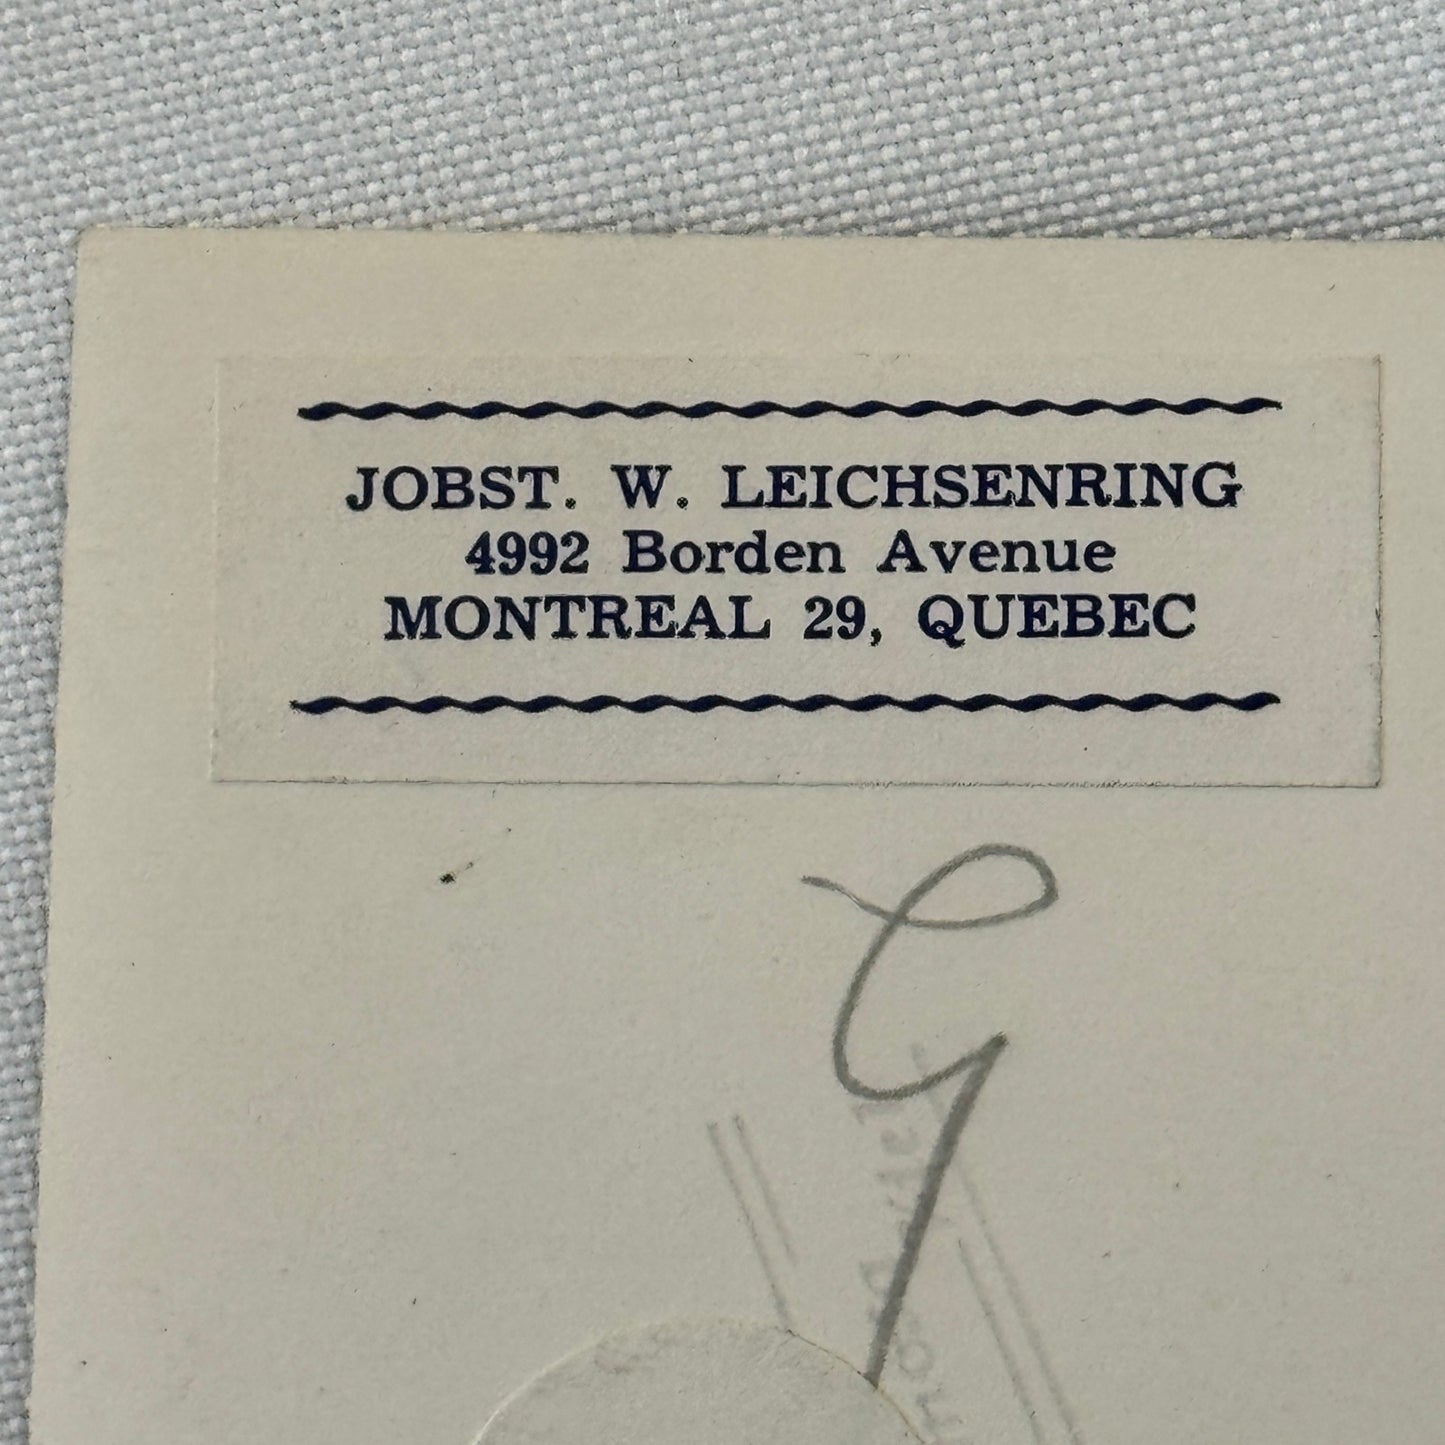 JOBST. W. LEICHSENRING
4992 Borden Avenue
MONTREAL 29, QUEBEC
G